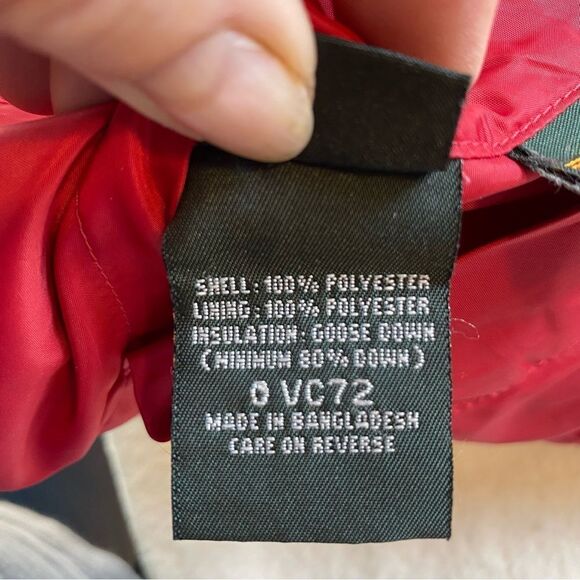 SHELL: 100% POLYESTER
LINING: 100% POLYESTER
INSULATION: GOOSE DOWN
(MINIMUM 80% DOWN)
0 VC72
MADE IN BANGLADESH
CARE ON REVERSE